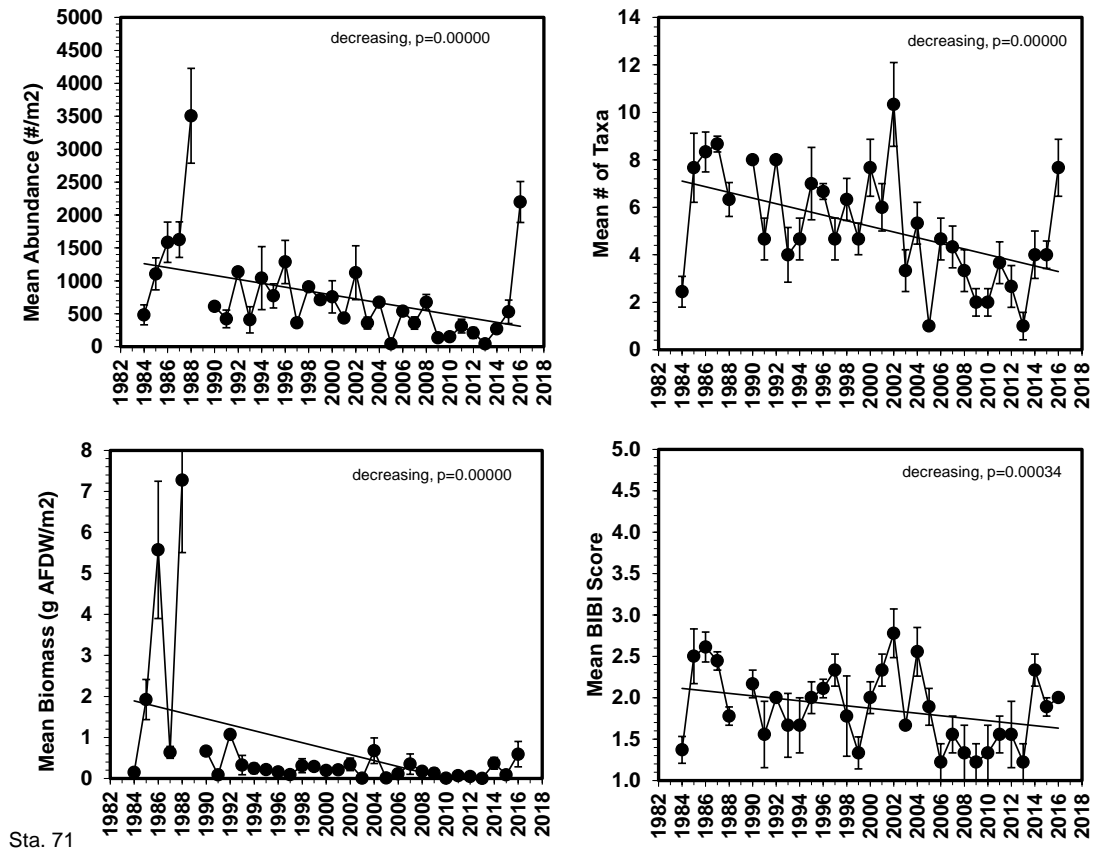 decreasing, p=0.00000
Mean Abundance (#/m2)
5000
4500
4000
3500
3000
2500
2000
1500
1000
500
0
1982 1984 1986 1988 1990 1992 1994 1996 1998 2000 2002 2004 2006 2008 2010 2012 2014 2016 2018
decreasing, p=0.00000
Mean # of Taxa
14
12
10
8
6
4
2
0
1982 1984 1986 1988 1990 1992 1994 1996 1998 2000 2002 2004 2006 2008 2010 2012 2014 2016 2018
decreasing, p=0.00000
Mean Biomass (g AFDW/m2)
8
7
6
5
4
3
2
1
0
1982 1984 1986 1988 1990 1992 1994 1996 1998 2000 2002 2004 2006 2008 2010 2012 2014 2016 2018
decreasing, p=0.00034
Mean BIBI Score
5.0
4.5
4.0
3.5
3.0
2.5
2.0
1.5
1.0
1982 1984 1986 1988 1990 1992 1994 1996 1998 2000 2002 2004 2006 2008 2010 2012 2014 2016 2018
Sta. 71